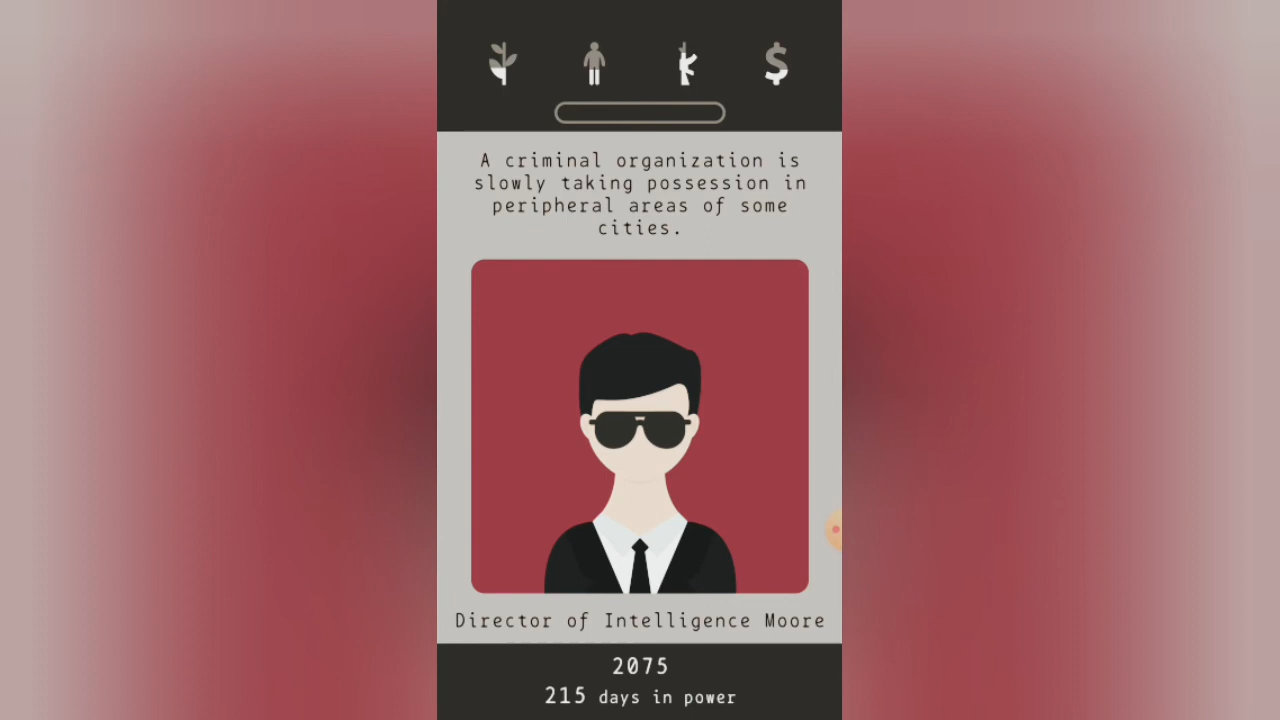 A criminal organization is
slowly taking possession in
peripheral areas of some
cities.
Director of Intelligence Moore
2075
215 days in power